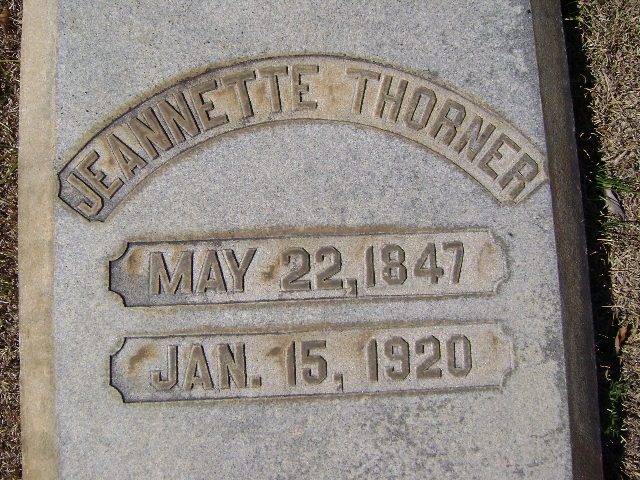 JEANNETTE THORNER
MAY 22, 1847
JAN. 15, 1920